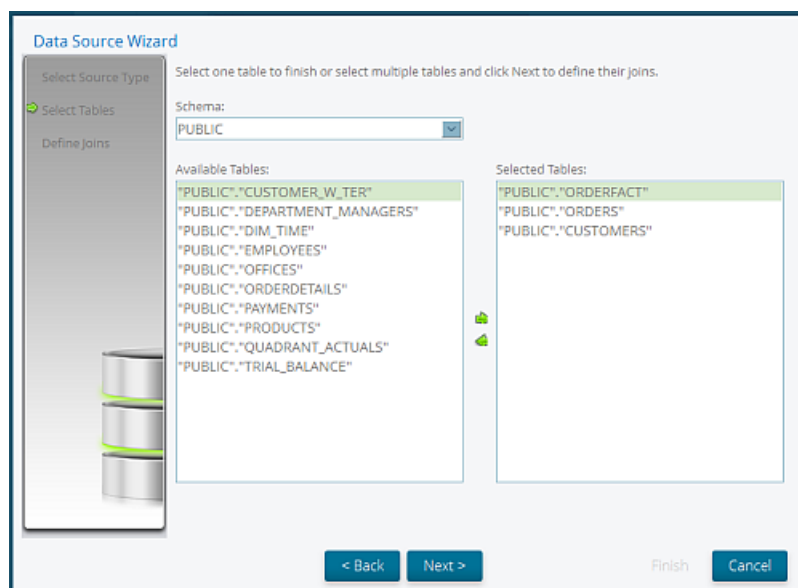 Data Source Wizard
Select Source Type
Select Tables
Define Joins
Select one table to finish or select multiple tables and click Next to define their joins.
Schema:
PUBLIC
Available Tables:
"PUBLIC"."CUSTOMER_W_TER"
"PUBLIC"."DEPARTMENT_MANAGERS"
"PUBLIC"."DIM_TIME"
"PUBLIC"."EMPLOYEES"
"PUBLIC"."OFFICES"
"PUBLIC"."ORDERDETAILS"
"PUBLIC"."PAYMENTS"
"PUBLIC"."PRODUCTS"
"PUBLIC"."QUADRANT_ACTUALS"
"PUBLIC"."TRIAL_BALANCE"
Selected Tables:
"PUBLIC"."ORDERFACT"
"PUBLIC"."ORDERS"
"PUBLIC"."CUSTOMERS"
< Back
Next >
Finish
Cancel